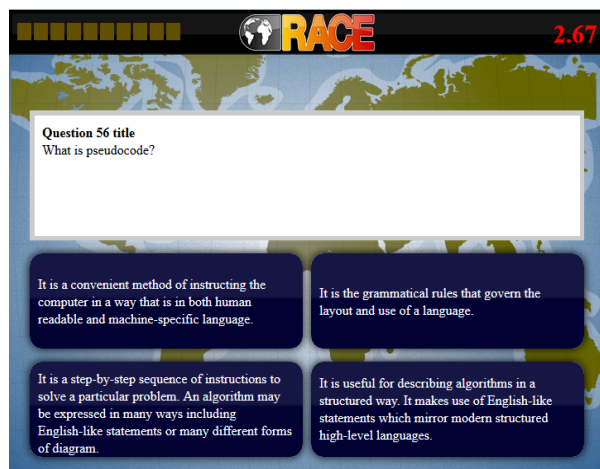 RACE
2.67
Question 56 title
What is pseudocode?
It is a convenient method of instructing the
computer in a way that is in both human
readable and machine-specific language.
It is the grammatical rules that govern the
layout and use of a language.
It is a step-by-step sequence of instructions to
solve a particular problem. An algorithm may
be expressed in many ways including
English-like statements or many different forms
of diagram.
It is useful for describing algorithms in a
structured way. It makes use of English-like
statements which mirror modern structured
high-level languages.